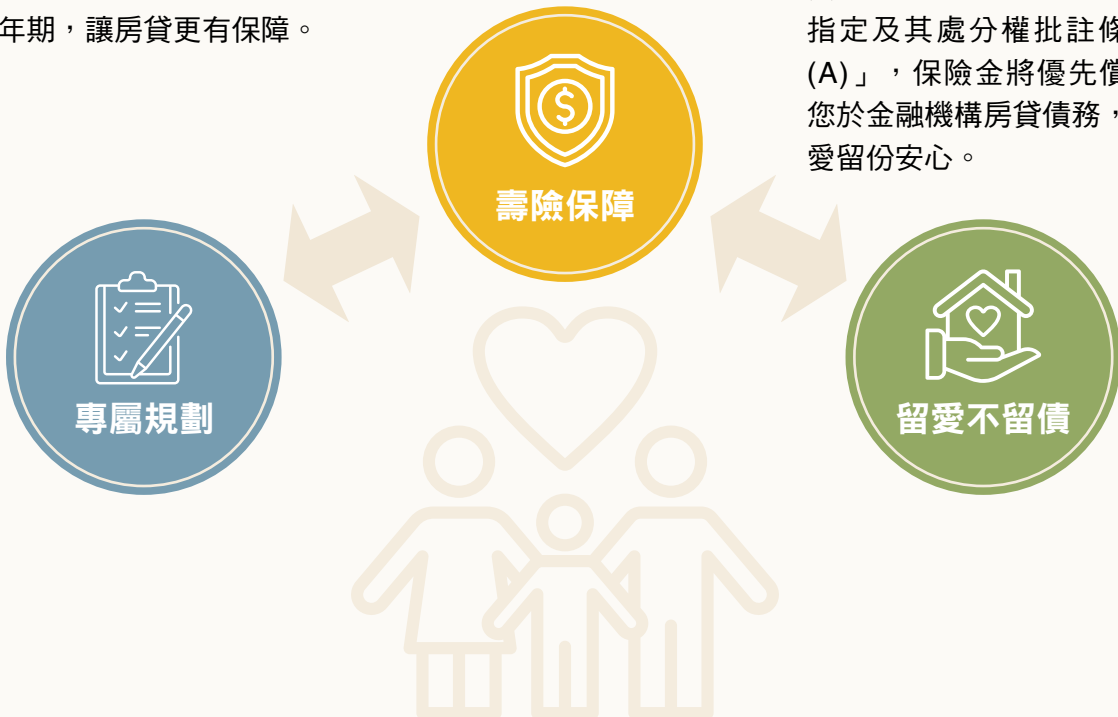 年期，讓房貸更有保障。
指定及其處分權批註條
(A)」，保險金將優先償
您於金融機構房貸債務，
愛留份安心。
$
壽險保障
專屬規劃
留愛不留債